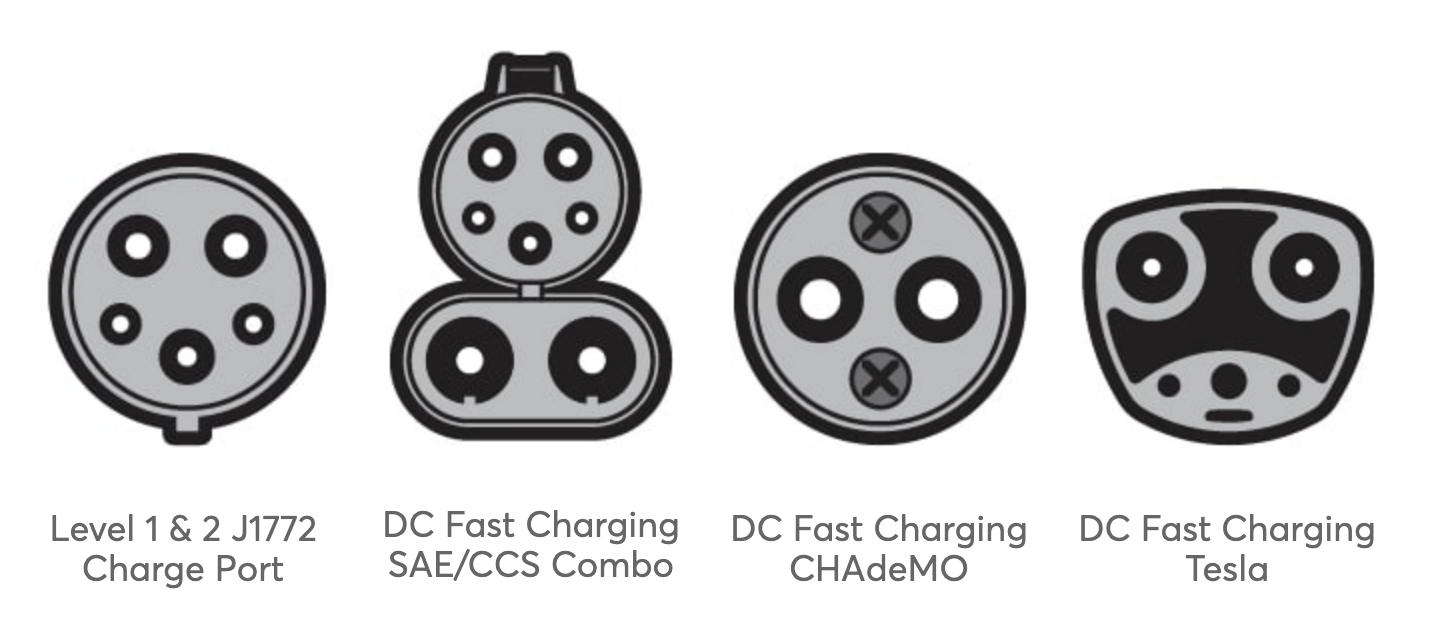 Level 1 & 2 J1772
Charge Port
DC Fast Charging
SAE/CCS Combo
DC Fast Charging
CHAdeMO
DC Fast Charging
Tesla